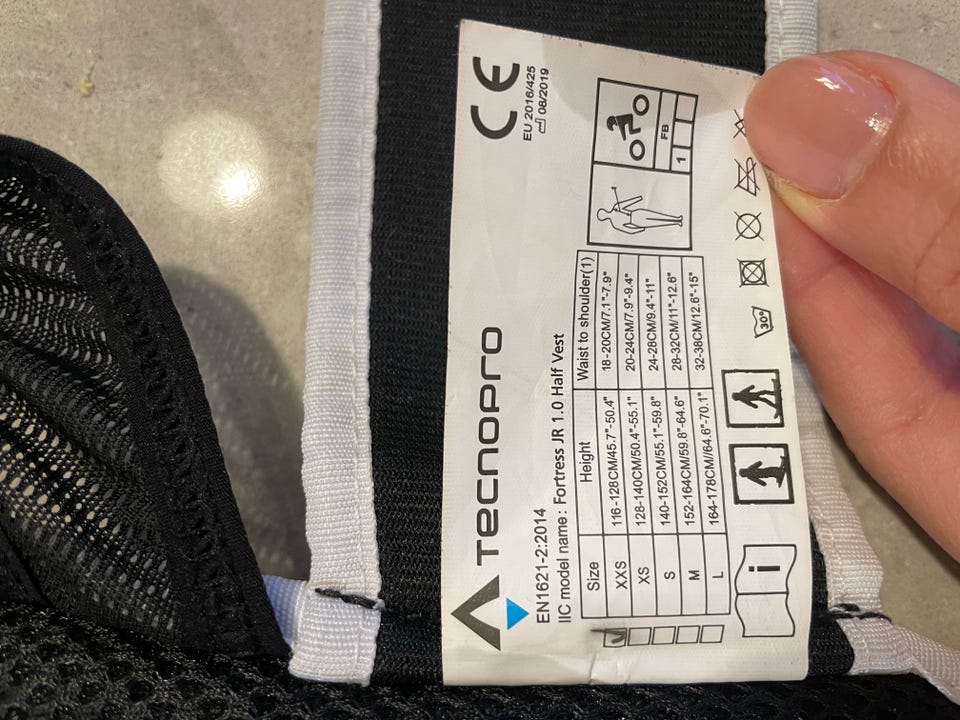 TECNOPRO
CE
EU 2016/425
08/2019
EN1621-2:2014
IIC model name: Fortress JR 1.0 Half Vest
Size Height Waist to shoulder(1)
XXS 116-128CM/45.7"-50.4" 18-20CM/7.1"-7.9"
XS 128-140CM/50.4"-55.1" 20-24CM/7.9"-9.4"
S 140-152CM/55.1"-59.8" 24-28CM/9.4"-11"
M 152-164CM/59.8"-64.6" 28-32CM/11"-12.6"
L 164-178CM//64.6"-70.1" 32-38CM/12.6"-15"
FB
1
i
30°